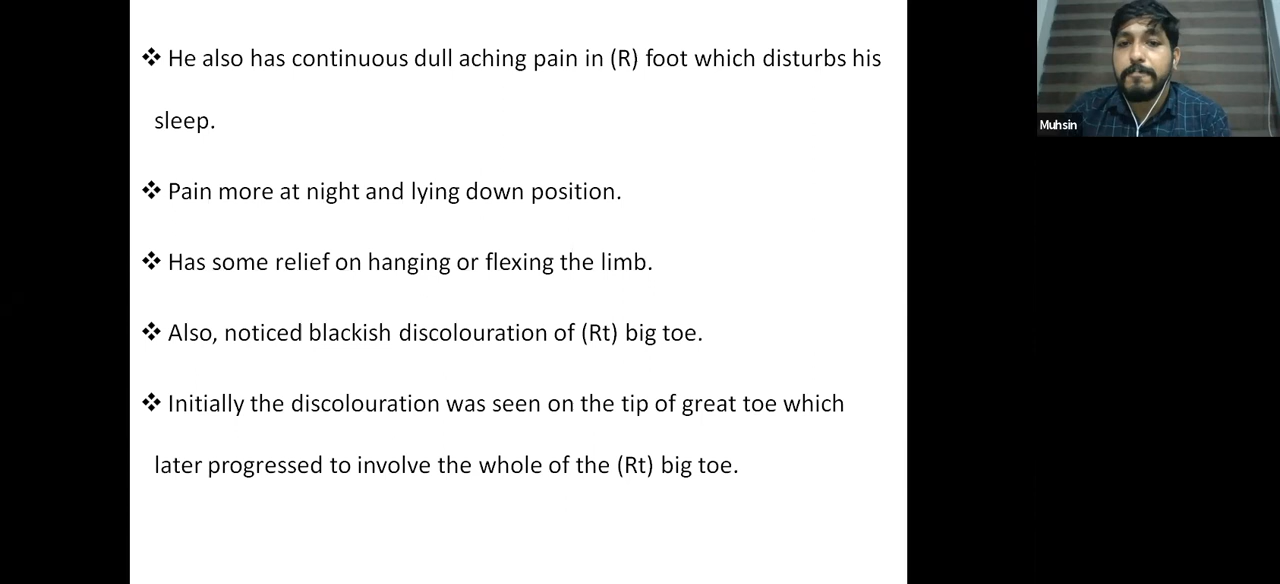 ❖ He also has continuous dull aching pain in (R) foot which disturbs his
sleep.
❖ Pain more at night and lying down position.
❖ Has some relief on hanging or flexing the limb.
❖ Also, noticed blackish discolouration of (Rt) big toe.
❖ Initially the discolouration was seen on the tip of great toe which
later progressed to involve the whole of the (Rt) big toe.
Muhsin